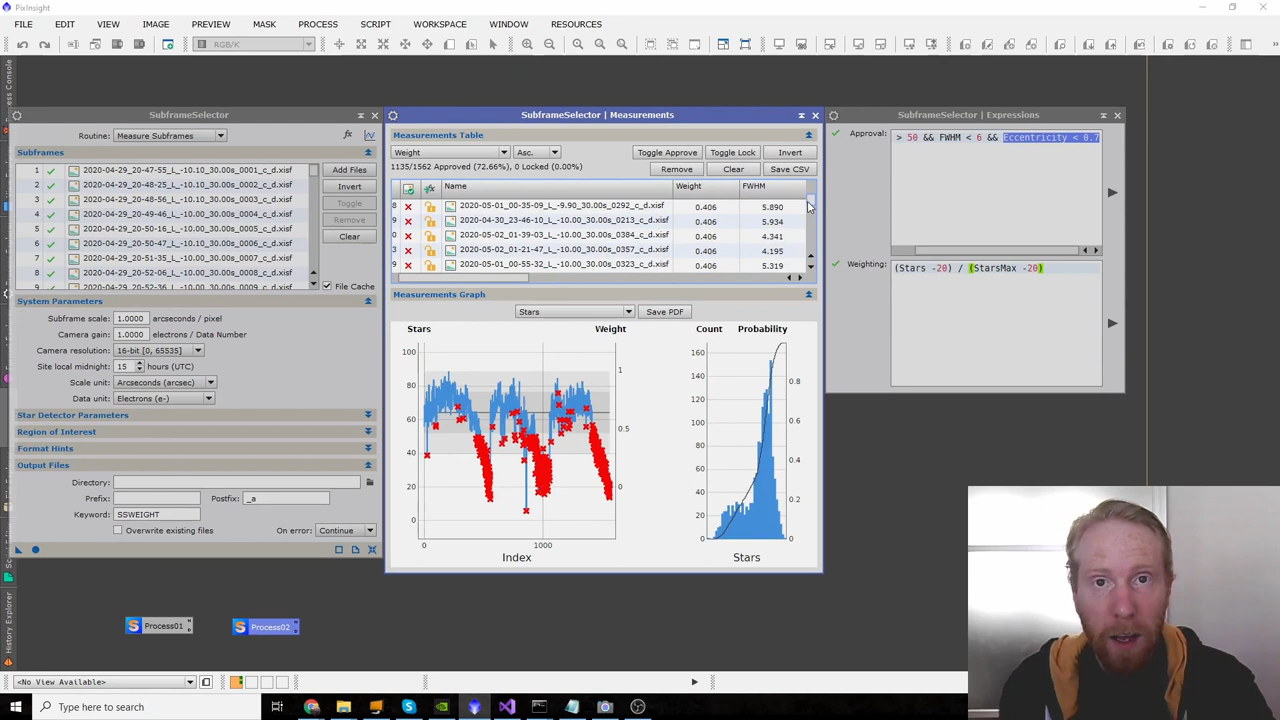 PixInsight
FILE EDIT VIEW IMAGE PREVIEW MASK PROCESS SCRIPT WORKSPACE WINDOW RESOURCES
RGB/K
SubframeSelector
Routine: Measure Subframes
Subframes
1 2020-04-29_20-47-55_L_-10.10_30.00s_0001_c_d.xisf
2 2020-04-29_20-48-25_L_-10.10_30.00s_0002_c_d.xisf
3 2020-04-29_20-49-00_L_-10.10_30.00s_0003_c_d.xisf
4 2020-04-29_20-49-46_L_-10.10_30.00s_0004_c_d.xisf
5 2020-04-29_20-50-16_L_-10.10_30.00s_0005_c_d.xisf
6 2020-04-29_20-50-47_L_-10.00_30.00s_0006_c_d.xisf
7 2020-04-29_20-51-35_L_-10.10_30.00s_0007_c_d.xisf
8 2020-04-29_20-52-06_L_-10.10_30.00s_0008_c_d.xisf
Add Files
Invert
Toggle
Remove
Clear
File Cache
System Parameters
Subframe scale: 1.0000 arcseconds / pixel
Camera gain: 1.0000 electrons / Data Number
Camera resolution: 16-bit [0, 65535]
Site local midnight: 15 hours (UTC)
Scale unit: Arcseconds (arcsec)
Data unit: Electrons (e-)
Star Detector Parameters
Region of Interest
Format Hints
Output Files
Directory:
Prefix: Postfix: _a
Keyword: SSWEIGHT
Overwrite existing files On error: Continue
SubframeSelector | Measurements
Measurements Table
Weight Asc. Toggle Approve Toggle Lock Invert
1135/1562 Approved (72.66%), 0 Locked (0.00%) Remove Clear Save CSV
Name Weight FWHM
8 2020-05-01_00-35-09_L_-9.90_30.00s_0292_c_d.xisf 0.406 5.890
9 2020-04-30_23-46-10_L_-10.00_30.00s_0213_c_d.xisf 0.406 5.934
0 2020-05-02_01-39-03_L_-10.00_30.00s_0384_c_d.xisf 0.406 4.341
3 2020-05-02_01-21-47_L_-10.00_30.00s_0357_c_d.xisf 0.406 4.195
9 2020-05-01_00-55-32_L_-10.00_30.00s_0323_c_d.xisf 0.406 5.319
Measurements Graph
Stars Save PDF
Stars Weight Count Probability
100
80
60
40
20
0
1
0.5
0
0 1000
Index
160
140
120
100
80
60
40
20
0
0.8
0.6
0.4
0.2
0
Stars
SubframeSelector | Expressions
Approval: > 50 && FWHM < 6 && Eccentricity < 0.7
Weighting: (Stars -20) / (StarsMax -20)
Process01 Process02
History Explorer
<No View Available>
Type here to search